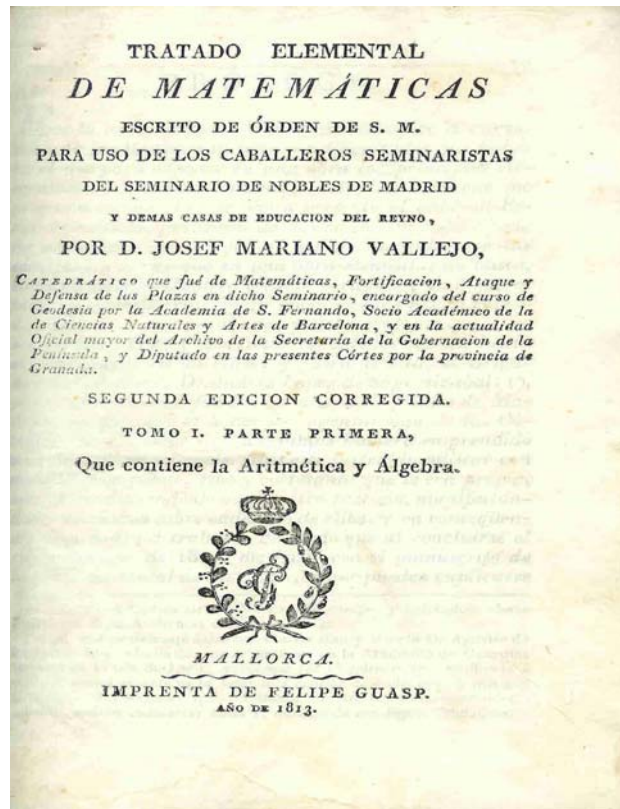 TRATADO ELEMENTAL
DE MATEMÁTICAS
ESCRITO DE ÓRDEN DE S. M.
PARA USO DE LOS CABALLEROS SEMINARISTAS
DEL SEMINARIO DE NOBLES DE MADRID
Y DEMAS CASAS DE EDUCACION DEL REYNO,
POR D. JOSEF MARIANO VALLEJO,
CATEDRÁTICO que fué de Matemáticas, Fortificacion, Ataque y
Defensa de las Plazas en dicho Seminario, encargado del curso de
Geodesia por la Academia de S. Fernando, Socio Académico de la
de Ciencias Naturales y Artes de Barcelona, y en la actualidad
Oficial mayor del Archivo de la Secretaría de la Gobernacion de la
Península, y Diputado en las presentes Córtes por la provincia de
Granada.
SEGUNDA EDICION CORREGIDA.
TOMO I. PARTE PRIMERA,
Que contiene la Aritmética y Álgebra.
MALLORCA.
IMPRENTA DE FELIPE GUASP.
AÑO DE 1813.